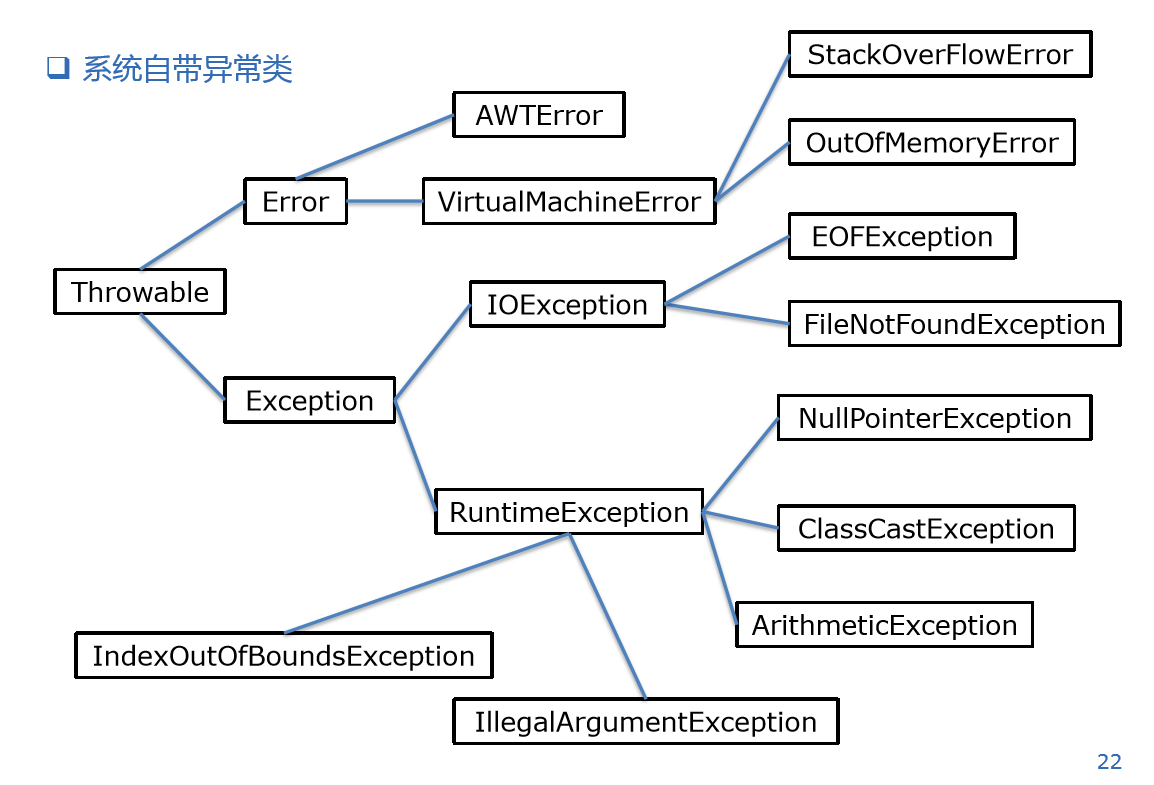 系统自带异常类
StackOverFlowError
AWTError
OutOfMemoryError
Error
VirtualMachineError
EOFException
Throwable
IOException
FileNotFoundException
Exception
NullPointerException
RuntimeException
ClassCastException
ArithmeticException
IndexOutOfBoundsException
IllegalArgumentException
22